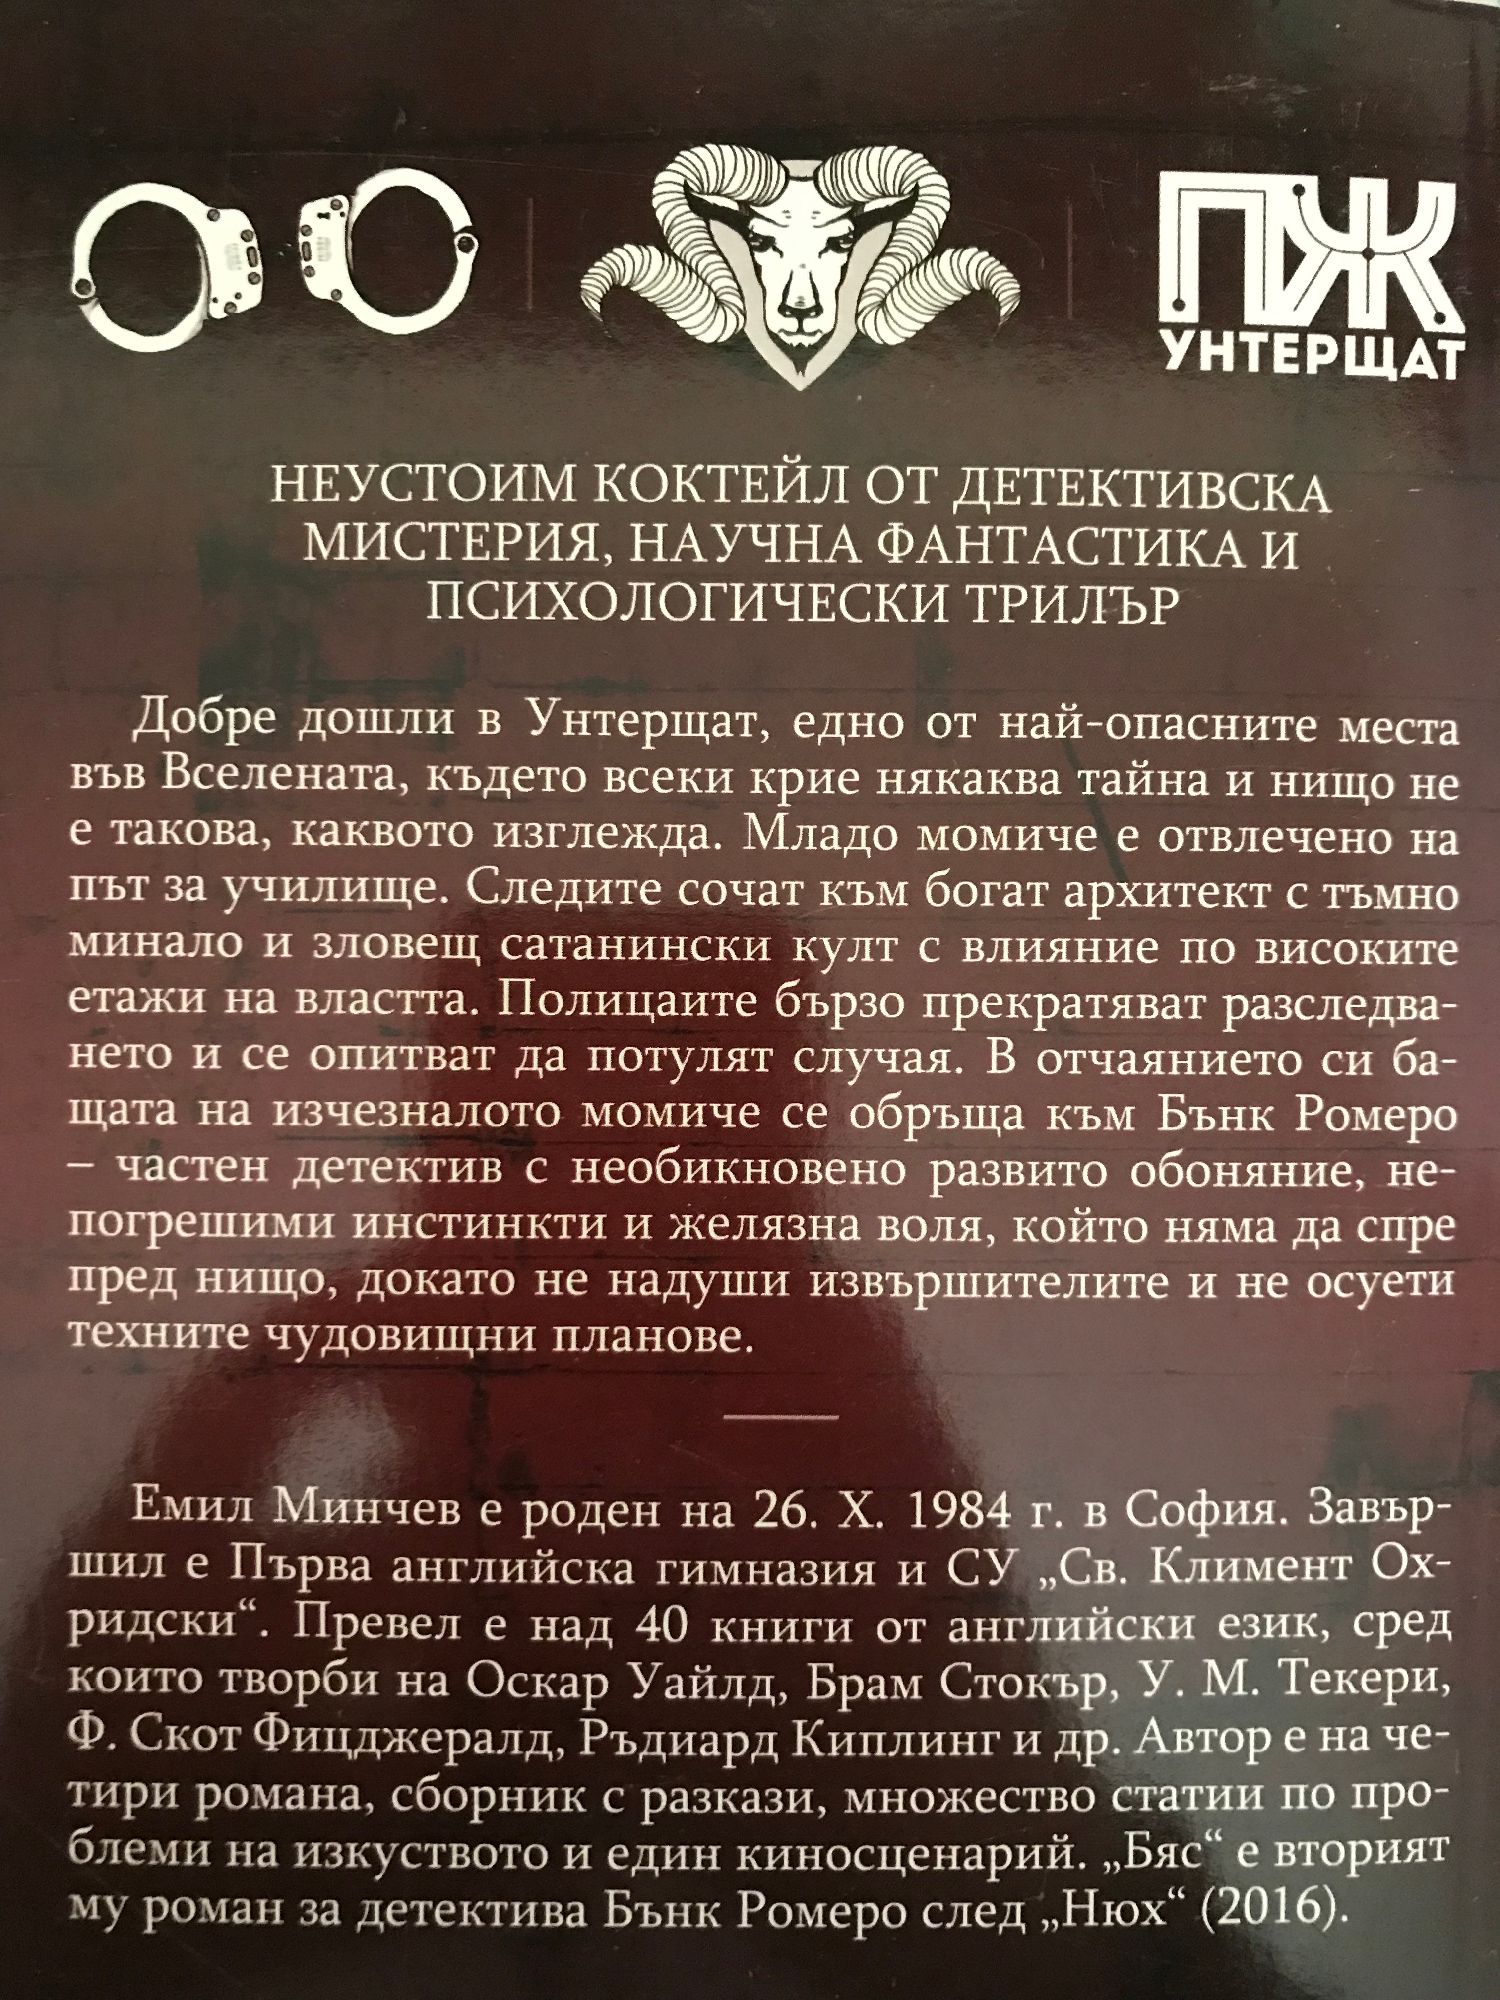 ПЖ
УНТЕРЩАТ
НЕУСТОИМ КОКТЕЙЛ ОТ ДЕТЕКТИВСКА
МИСТЕРИЯ, НАУЧНА ФАНТАСТИКА И
ПСИХОЛОГИЧЕСКИ ТРИЛЪР
Добре дошли в Унтерщат, едно от най-опасните места
във Вселената, където всеки крие някаква тайна и нищо не
е такова, каквото изглежда. Младо момиче е отвлечено на
път за училище. Следите сочат към богат архитект с тъмно
минало и зловещ сатанински култ с влияние по високите
етажи на властта. Полицаите бързо прекратяват разследва-
нето и се опитват да потулят случая. В отчаянието си ба-
щата на изчезналото момиче се обръща към Бънк Ромеро
– частен детектив с необикновено развито обоняние, не-
погрешими инстинкти и желязна воля, който няма да спре
пред нищо, докато не надуши извършителите и не осуети
техните чудовищни планове.
Емил Минчев е роден на 26. X. 1984 г. в София. Завър-
шил е Първа английска гимназия и СУ „Св. Климент Ох-
ридски“. Превел е над 40 книги от английски език, сред
които творби на Оскар Уайлд, Брам Стокър, У. М. Текери,
Ф. Скот Фицджералд, Ръдиард Киплинг и др. Автор е на че-
тири романа, сборник с разкази, множество статии по про-
блеми на изкуството и един киносценарий. „Бяс“ е вторият
му роман за детектива Бънк Ромеро след „Нюх“ (2016).